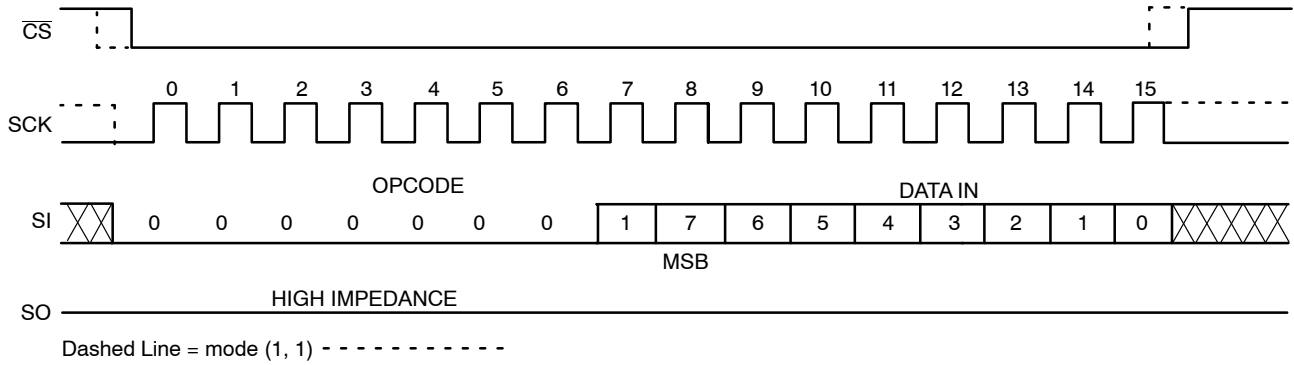 CS
SCK 0 1 2 3 4 5 6 7 8 9 10 11 12 13 14 15
OPCODE DATA IN
SI 0 0 0 0 0 0 0 1 7 6 5 4 3 2 1 0
MSB
HIGH IMPEDANCE
SO
Dashed Line = mode (1, 1)